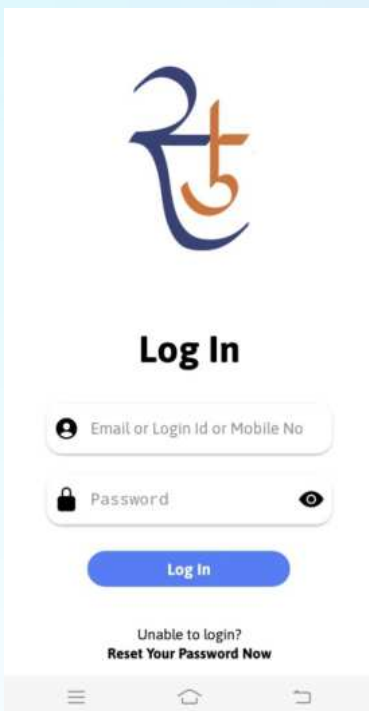 Log In
Email or Login Id or Mobile No
Password
Log In
Unable to login?
Reset Your Password Now